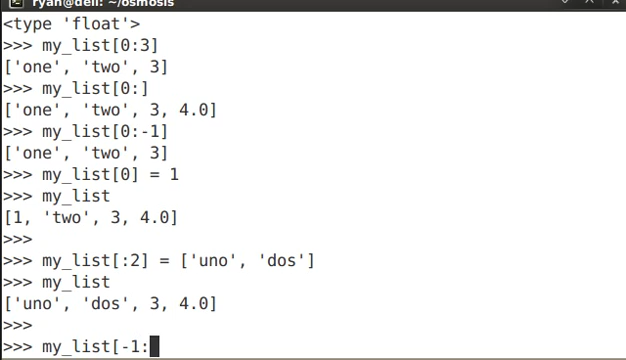 ryan@dell: ~/osmosis
<type 'float'>
>>> my_list[0:3]
['one', 'two', 3]
>>> my_list[0:]
['one', 'two', 3, 4.0]
>>> my_list[0:-1]
['one', 'two', 3]
>>> my_list[0] = 1
>>> my_list
[1, 'two', 3, 4.0]
>>>
>>> my_list[:2] = ['uno', 'dos']
>>> my_list
['uno', 'dos', 3, 4.0]
>>>
>>> my_list[-1: